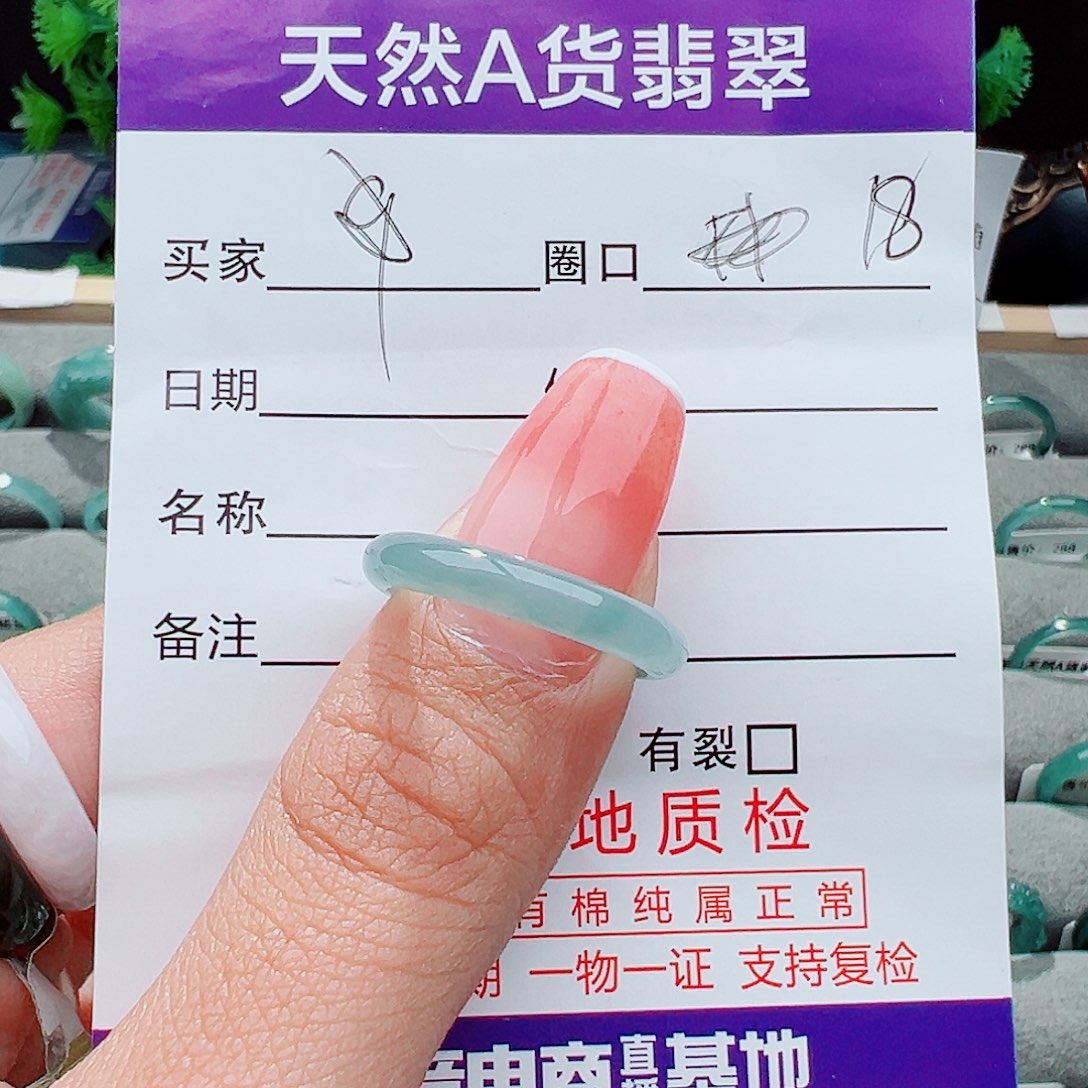 天然A货翡翠
买家 圈口 18
日期
名称
备注
有裂
地质检
有棉纯属正常
期 一物一证 支持复检
电商直播基地